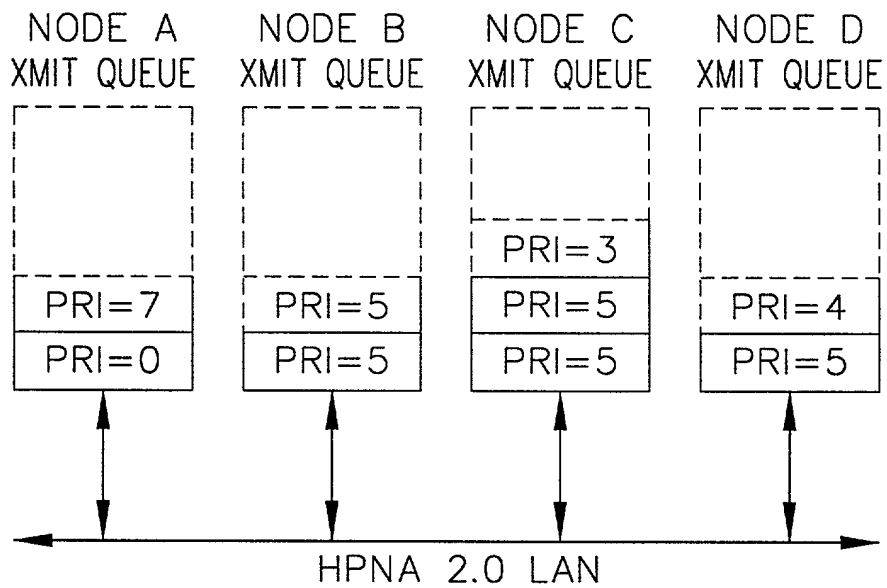 NODE A
XMIT QUEUE
PRI=7
PRI=0
NODE B
XMIT QUEUE
PRI=5
PRI=5
NODE C
XMIT QUEUE
PRI=3
PRI=5
PRI=5
NODE D
XMIT QUEUE
PRI=4
PRI=5
HPNA 2.0 LAN